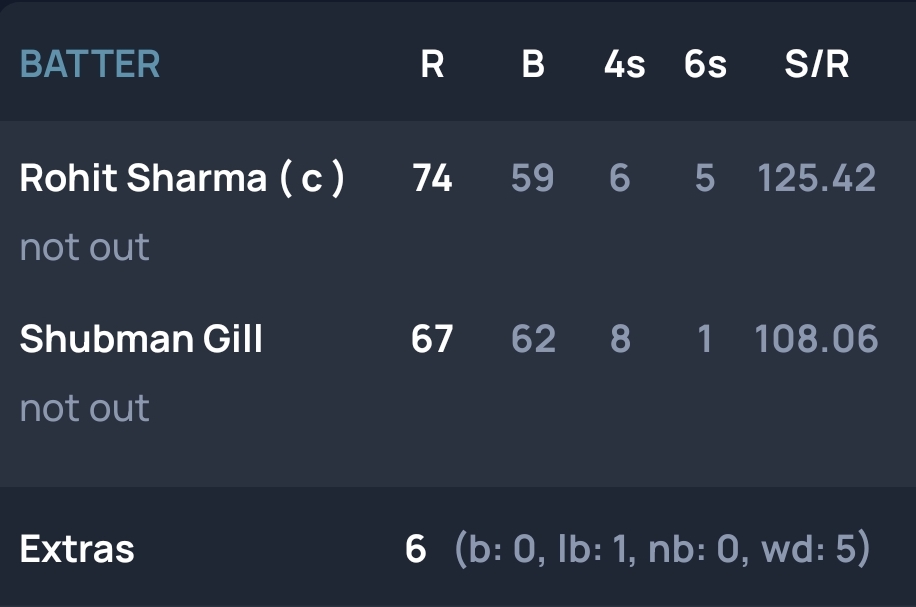 BATTER R B 4s 6s S/R
Rohit Sharma ( c ) 74 59 6 5 125.42
not out
Shubman Gill 67 62 8 1 108.06
not out
Extras 6 (b: 0, lb: 1, nb: 0, wd: 5)